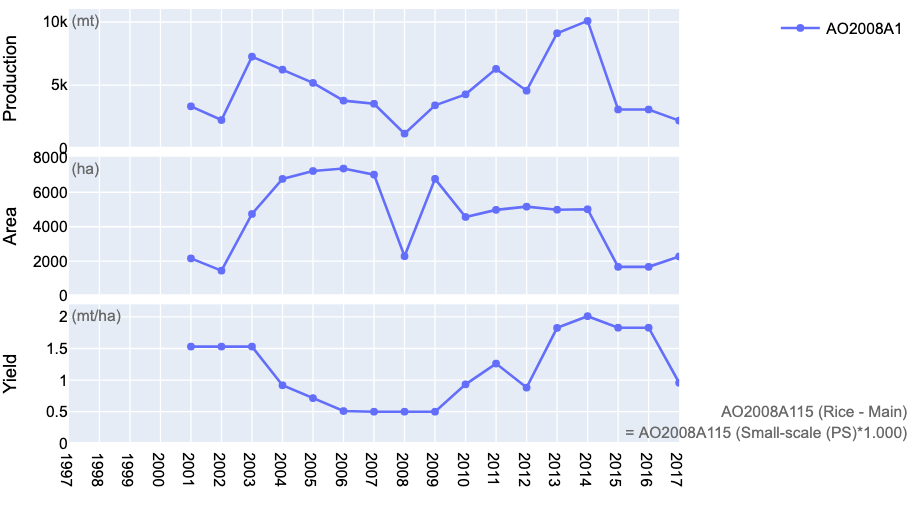 Production
10k
5k
0
(mt)
AO2008A1
Area
8000
6000
4000
2000
0
(ha)
Yield
2
1.5
1
0.5
0
(mt/ha)
AO2008A115 (Rice - Main)
= AO2008A115 (Small-scale (PS)*1.000)
1997
1998
1999
2000
2001
2002
2003
2004
2005
2006
2007
2008
2009
2010
2011
2012
2013
2014
2015
2016
2017